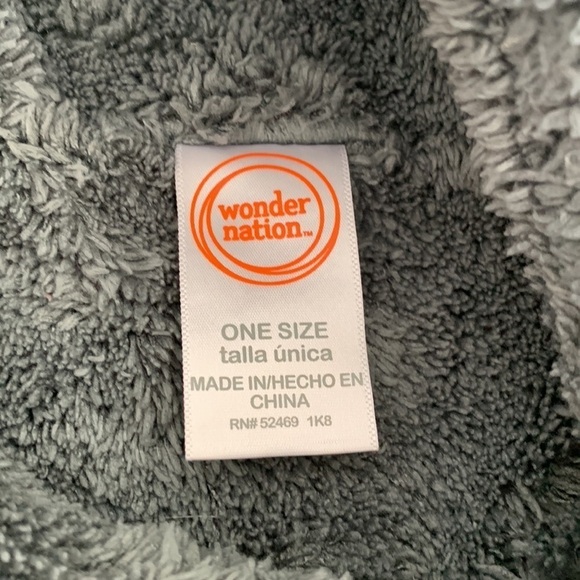 wonder
nation™
ONE SIZE
talla única
MADE IN/HECHO EN
CHINA
RN# 52469 1K8